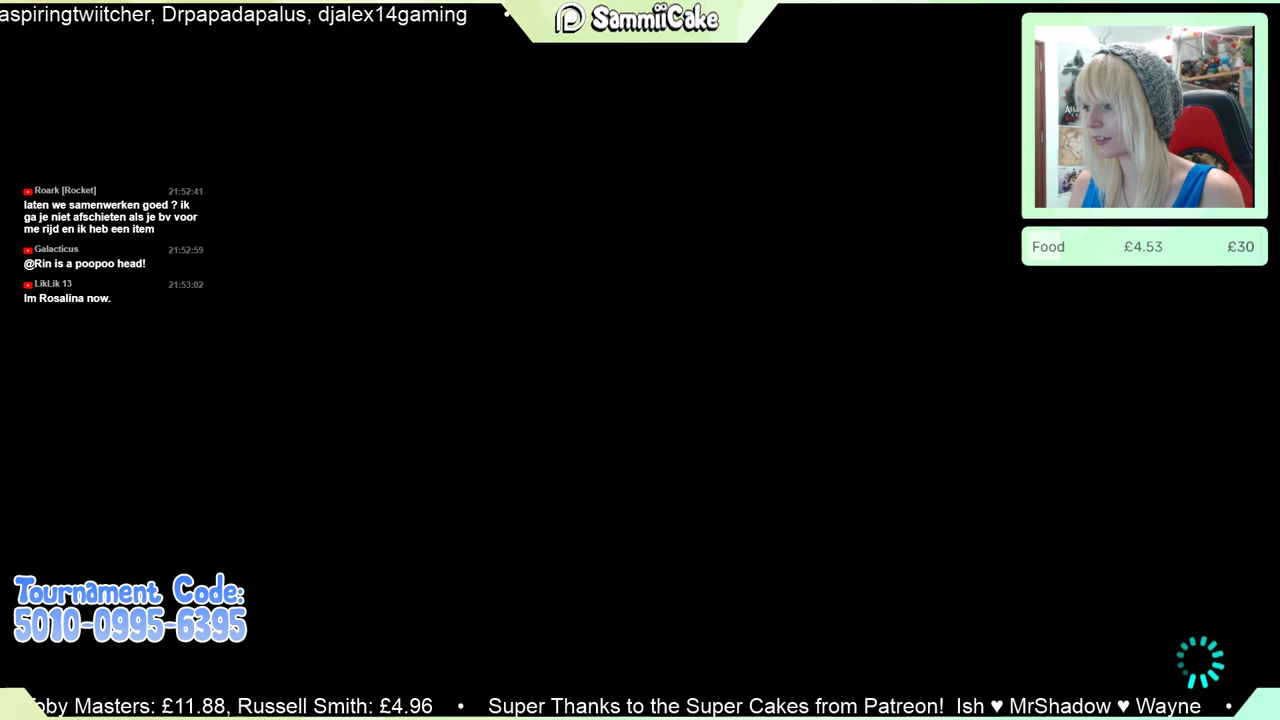 aspiringtwiitcher, Drpapadapalus, djalex14gaming •
SammiiCake
Roark [Rocket] 21:52:41
laten we samenwerken goed ? ik
ga je niet afschieten als je bv voor
me rijd en ik heb een item
Galacticus 21:52:59
@Rin is a poopoo head!
LikLik 13 21:53:02
Im Rosalina now.
Food £4.53 £30
Tournament Code:
5010-0995-6395
oby Masters: £11.88, Russell Smith: £4.96 • Super Thanks to the Super Cakes from Patreon! Ish ♥ MrShadow ♥ Wayne •